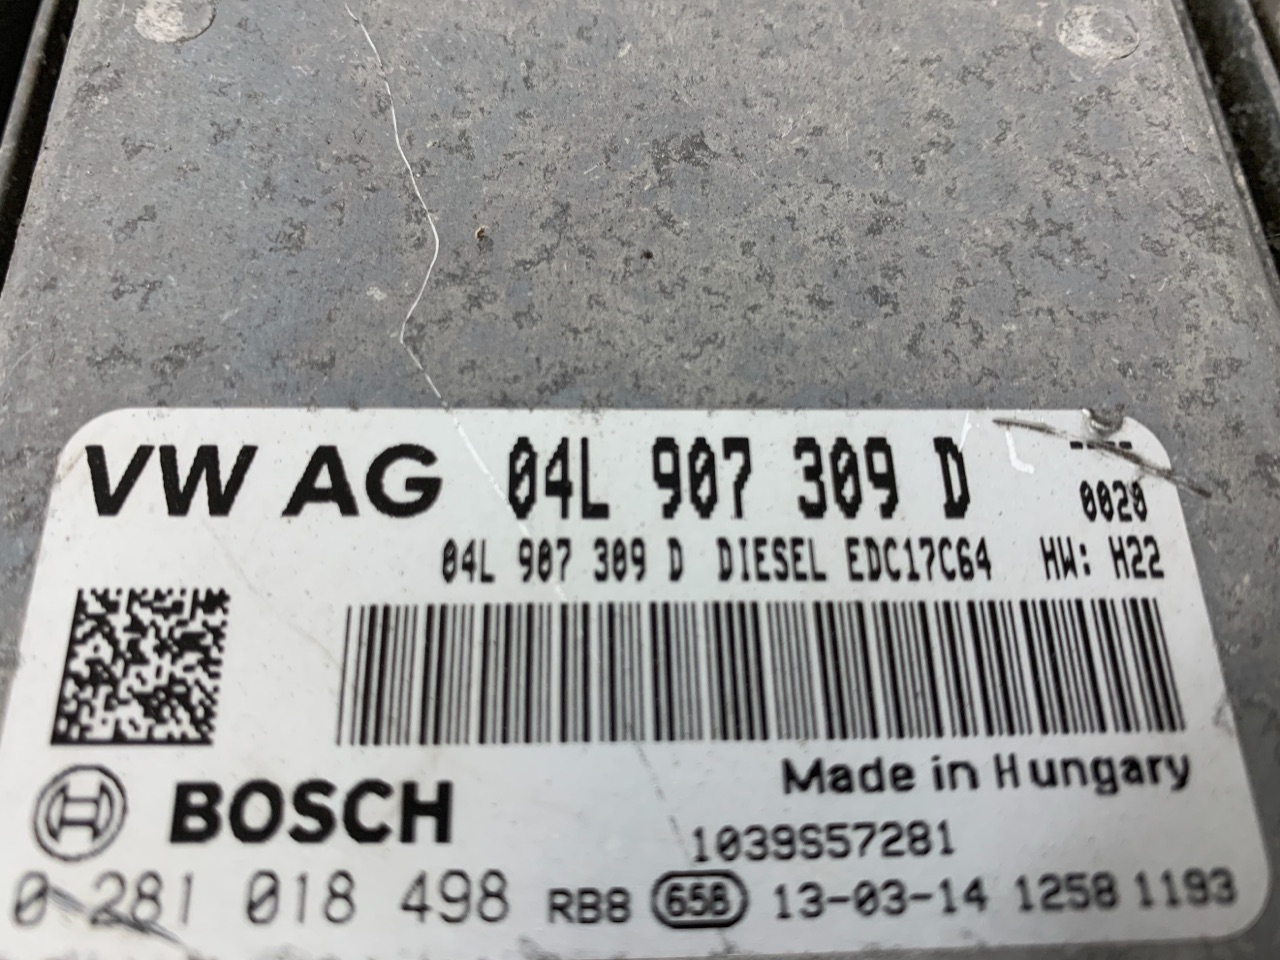 VW AG 04L 907 309 D ----
0020
04L 907 309 D DIESEL EDC17C64 HW: H22
Made in Hungary
BOSCH
1039S57281
0 281 018 498 RB8 656 13-03-14 1258 1193